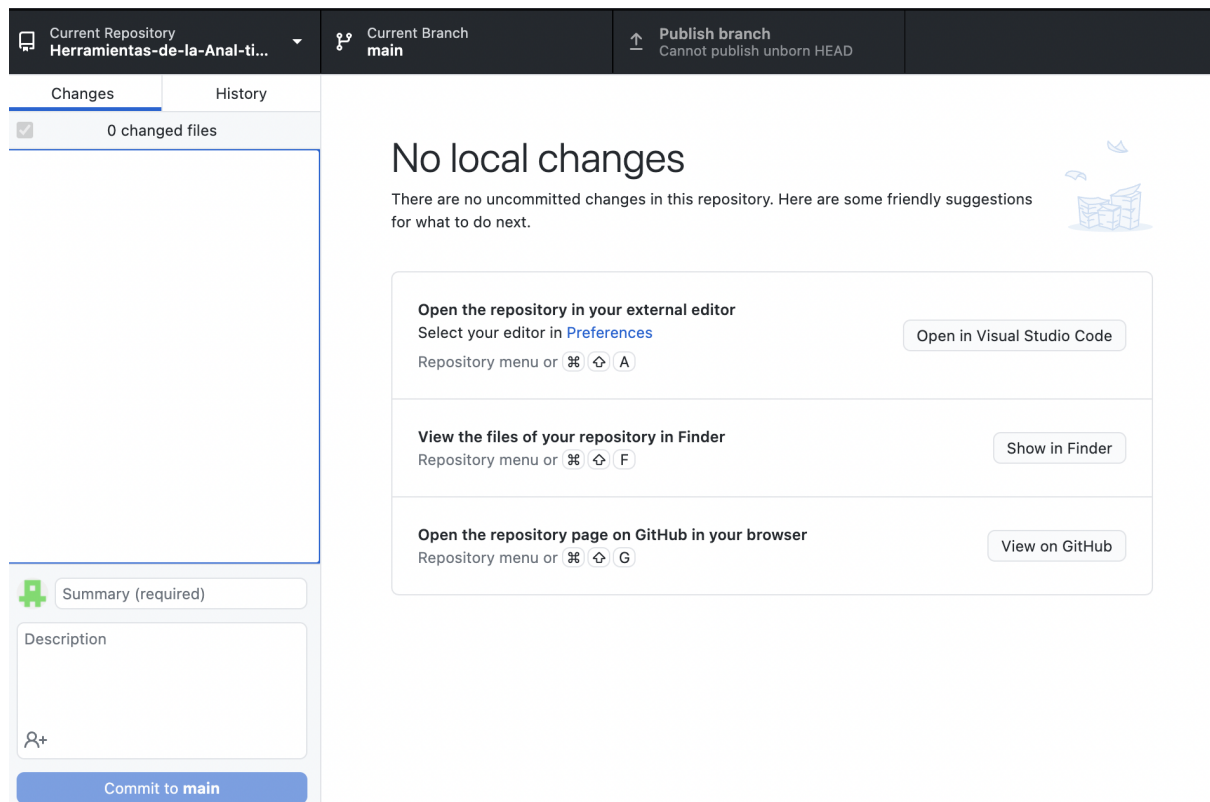 Current Repository
Herramientas-de-la-Anal-ti...
Current Branch
main
Publish branch
Cannot publish unborn HEAD
Changes
History
0 changed files
No local changes
There are no uncommitted changes in this repository. Here are some friendly suggestions
for what to do next.
Open the repository in your external editor
Select your editor in Preferences
Repository menu or ⌘ ⇧ A
Open in Visual Studio Code
View the files of your repository in Finder
Repository menu or ⌘ ⇧ F
Show in Finder
Open the repository page on GitHub in your browser
Repository menu or ⌘ ⇧ G
View on GitHub
Summary (required)
Description
Commit to main